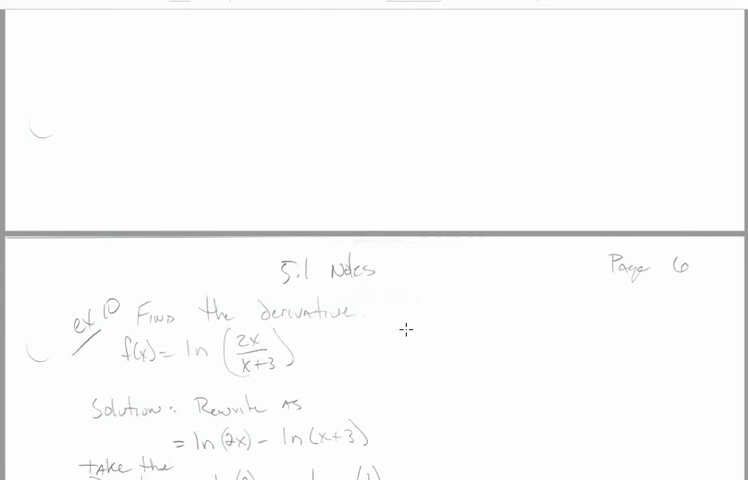 5.1 Notes
Page 6
ex 10 Find the derivative.
f(x) = ln (2x/(x+3))
Solution: Rewrite as
= ln(2x) - ln(x+3)
Take the